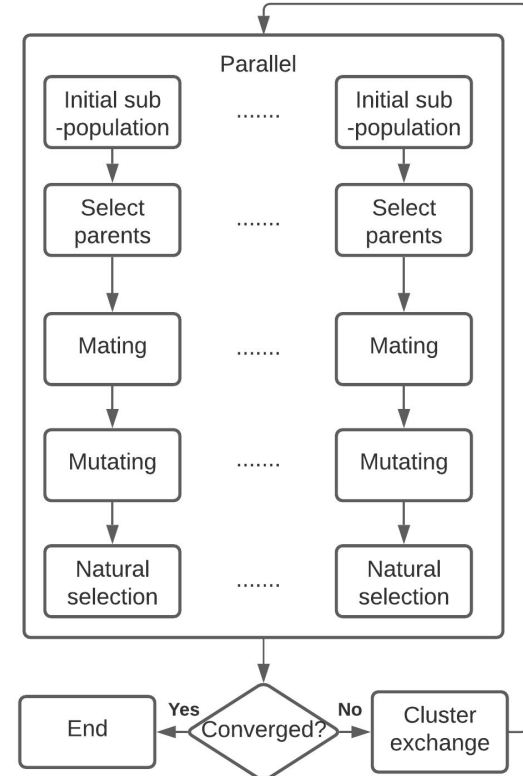 Parallel
Initial sub
-population
.......
Initial sub
-population
Select
parents
.......
Select
parents
Mating
.......
Mating
Mutating
.......
Mutating
Natural
selection
.......
Natural
selection
End
Yes
Converged?
No
Cluster
exchange